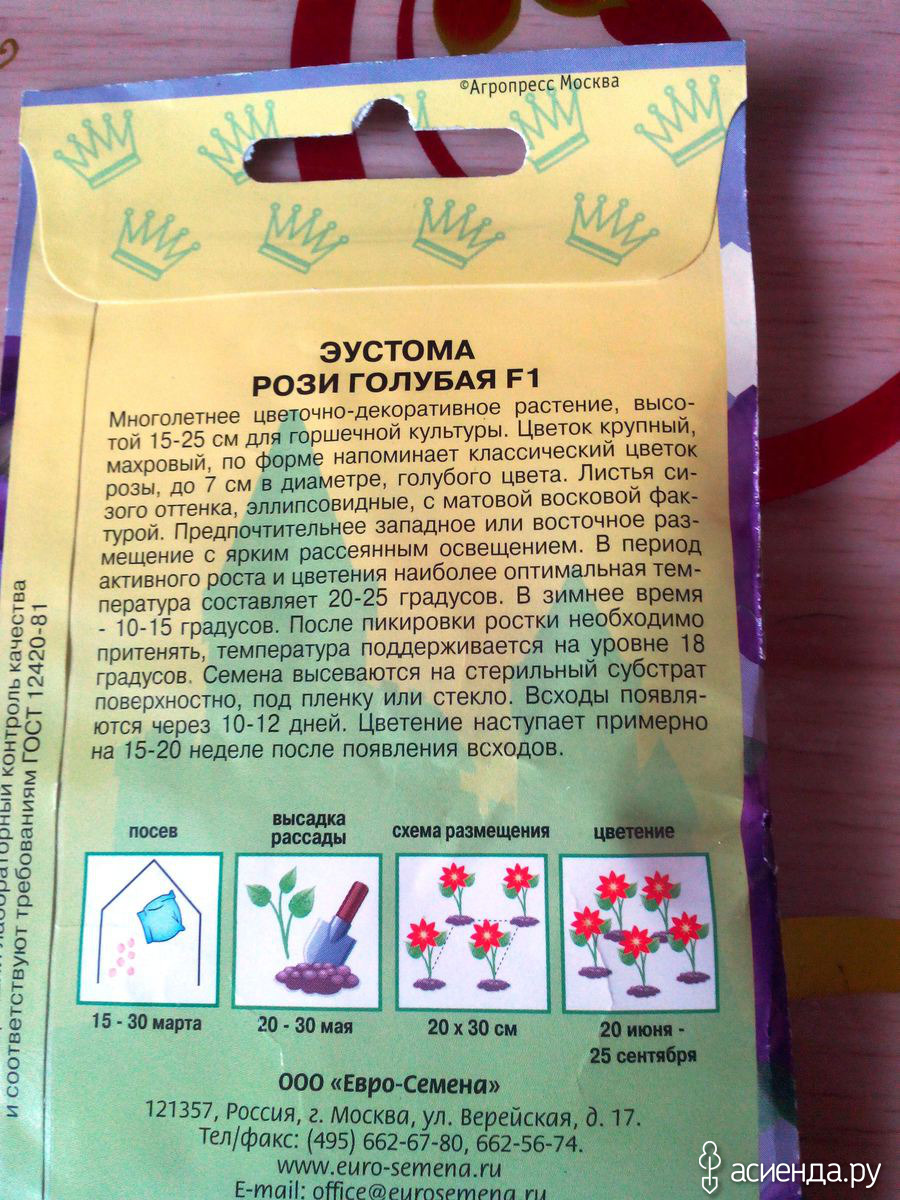 ©Агропресс Москва
ЭУСТОМА
РОЗИ ГОЛУБАЯ F1
Многолетнее цветочно-декоративное растение, высо-
той 15-25 см для горшечной культуры. Цветок крупный,
махровый, по форме напоминает классический цветок
розы, до 7 см в диаметре, голубого цвета. Листья си-
зого оттенка, эллипсовидные, с матовой восковой фак-
турой. Предпочтительнее западное или восточное раз-
мещение с ярким рассеянным освещением. В период
активного роста и цветения наиболее оптимальная тем-
пература составляет 20-25 градусов. В зимнее время
- 10-15 градусов. После пикировки ростки необходимо
притенять, температура поддерживается на уровне 18
градусов. Семена высеваются на стерильный субстрат
поверхностно, под пленку или стекло. Всходы появля-
ются через 10-12 дней. Цветение наступает примерно
на 15-20 неделе после появления всходов.
посев
высадка
рассады
схема размещения
цветение
15 - 30 марта
20 - 30 мая
20 х 30 см
20 июня -
25 сентября
ООО «Евро-Семена»
121357, Россия, г. Москва, ул. Верейская, д. 17.
Тел/факс: (495) 662-67-80, 662-56-74.
www.euro-semena.ru
E-mail: office@eurosemena.ru
лабораторный контроль качества
и соответствуют требованиям ГОСТ 12420-81
асиенда.ру